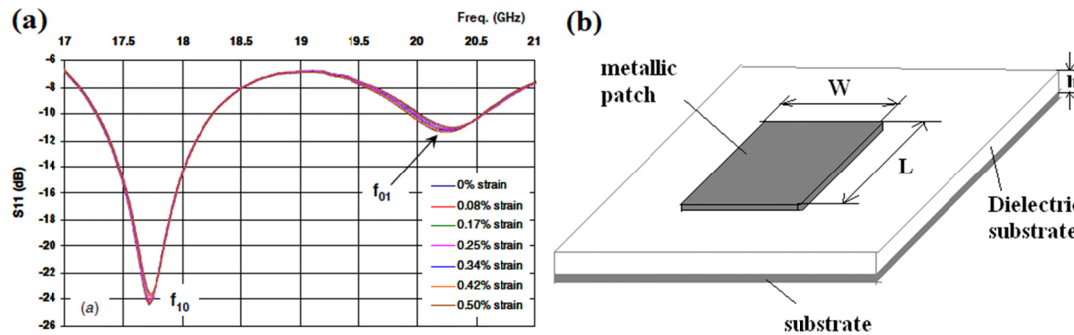 (a)
Freq. (GHz)
17 17.5 18 18.5 19 19.5 20 20.5 21
-6
-8
-10
-12
-14
-16
-18
-20
-22
-24
-26
S11 (dB)
f01
f10
(a)
0% strain
0.08% strain
0.17% strain
0.25% strain
0.34% strain
0.42% strain
0.50% strain
(b)
metallic
patch
W
L
h
Dielectric
substrate
substrate